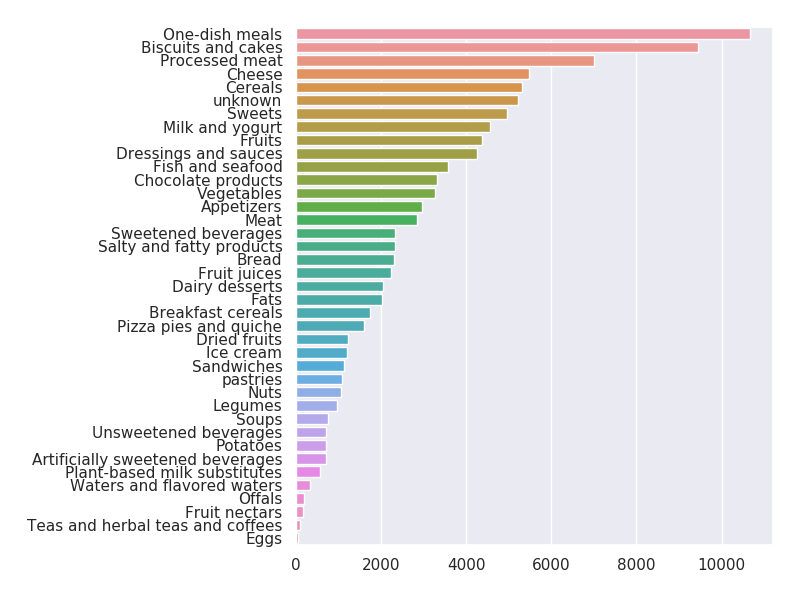 One-dish meals
Biscuits and cakes
Processed meat
Cheese
Cereals
unknown
Sweets
Milk and yogurt
Fruits
Dressings and sauces
Fish and seafood
Chocolate products
Vegetables
Appetizers
Meat
Sweetened beverages
Salty and fatty products
Bread
Fruit juices
Dairy desserts
Fats
Breakfast cereals
Pizza pies and quiche
Dried fruits
Ice cream
Sandwiches
pastries
Nuts
Legumes
Soups
Unsweetened beverages
Potatoes
Artificially sweetened beverages
Plant-based milk substitutes
Waters and flavored waters
Offals
Fruit nectars
Teas and herbal teas and coffees
Eggs
0 2000 4000 6000 8000 10000